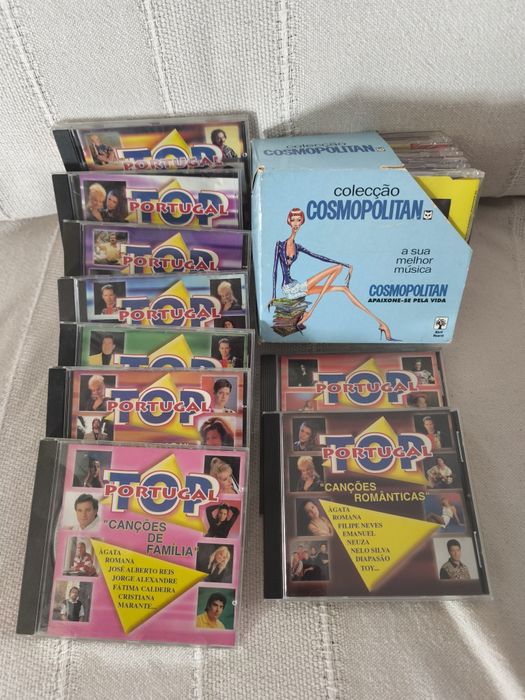 TOP
PORTUGAL
TOP
PORTUGAL
TOP
PORTUGAL
TOP
PORTUGAL
TOP
PORTUGAL
TOP
PORTUGAL
TOP
PORTUGAL
"CANÇÕES
DE
FAMÍLIA"
ÁGATA
ROMANA
JOSÉ ALBERTO REIS
JORGE ALEXANDRE
FATIMA CALDEIRA
CRISTIANA
MARANTE...
colecção
COSMOPOLITAN
colecção
COSMOPOLITAN
a sua
melhor
música
COSMOPOLITAN
APAIXONE-SE PELA VIDA
TOP
PORTUGAL
TOP
PORTUGAL
"CANÇÕES
ROMÂNTICAS"
ÁGATA
ROMANA
FILIPE NEVES
EMANUEL
NEUZA
NELO SILVA
DIAPASÃO
TOY...